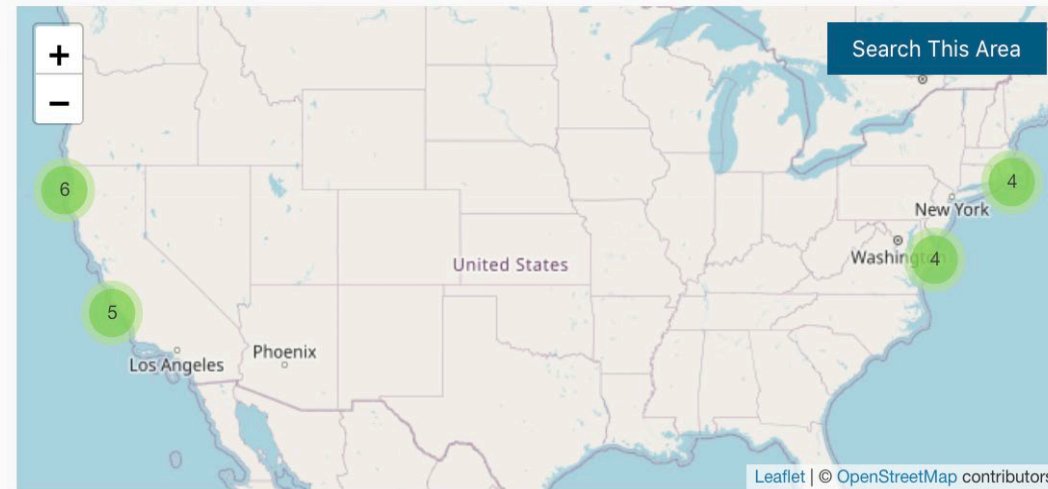 +
Search This Area
−
6
4
New York
Washington
4
United States
5
Phoenix
Los Angeles
Leaflet | © OpenStreetMap contributors